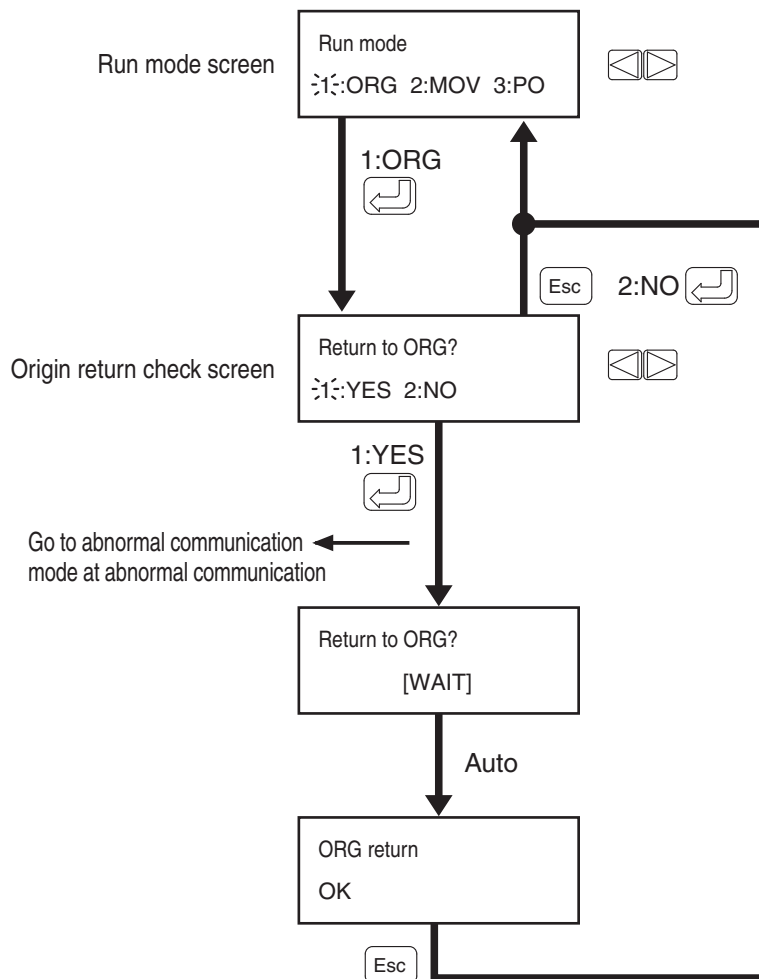 Run mode
Run mode screen
1:ORG 2:MOV 3:PO
1:ORG
Esc 2:NO
Return to ORG?
Origin return check screen
1:YES 2:NO
1:YES
Go to abnormal communication
mode at abnormal communication
Return to ORG?
[WAIT]
Auto
ORG return
OK
Esc